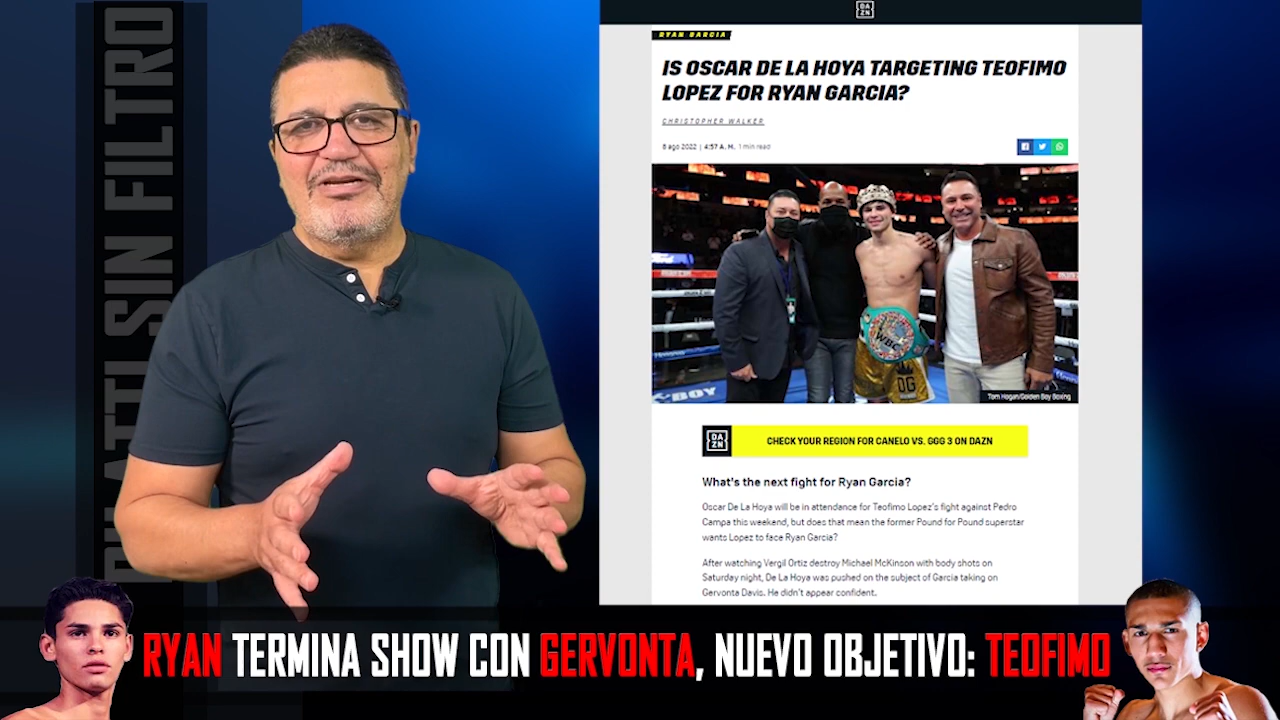 DAZN
RYAN GARCIA
IS OSCAR DE LA HOYA TARGETING TEOFIMO
LOPEZ FOR RYAN GARCIA?
CHRISTOPHER WALKER
8 ago 2022 | 4:57 A. M. 1 min read
BOY
WBC
OG
Tom Hogan/Golden Boy Boxing
DAZN
CHECK YOUR REGION FOR CANELO VS. GGG 3 ON DAZN
What's the next fight for Ryan Garcia?
Oscar De La Hoya will be in attendance for Teofimo Lopez's fight against Pedro
Campa this weekend, but does that mean the former Pound for Pound superstar
wants Lopez to face Ryan Garcia?
After watching Vergil Ortiz destroy Michael McKinson with body shots on
Saturday night, De La Hoya was pushed on the subject of Garcia taking on
Gervonta Davis. He didn't appear confident.
SIN FILTRO
RYAN TERMINA SHOW CON GERVONTA, NUEVO OBJETIVO: TEOFIMO